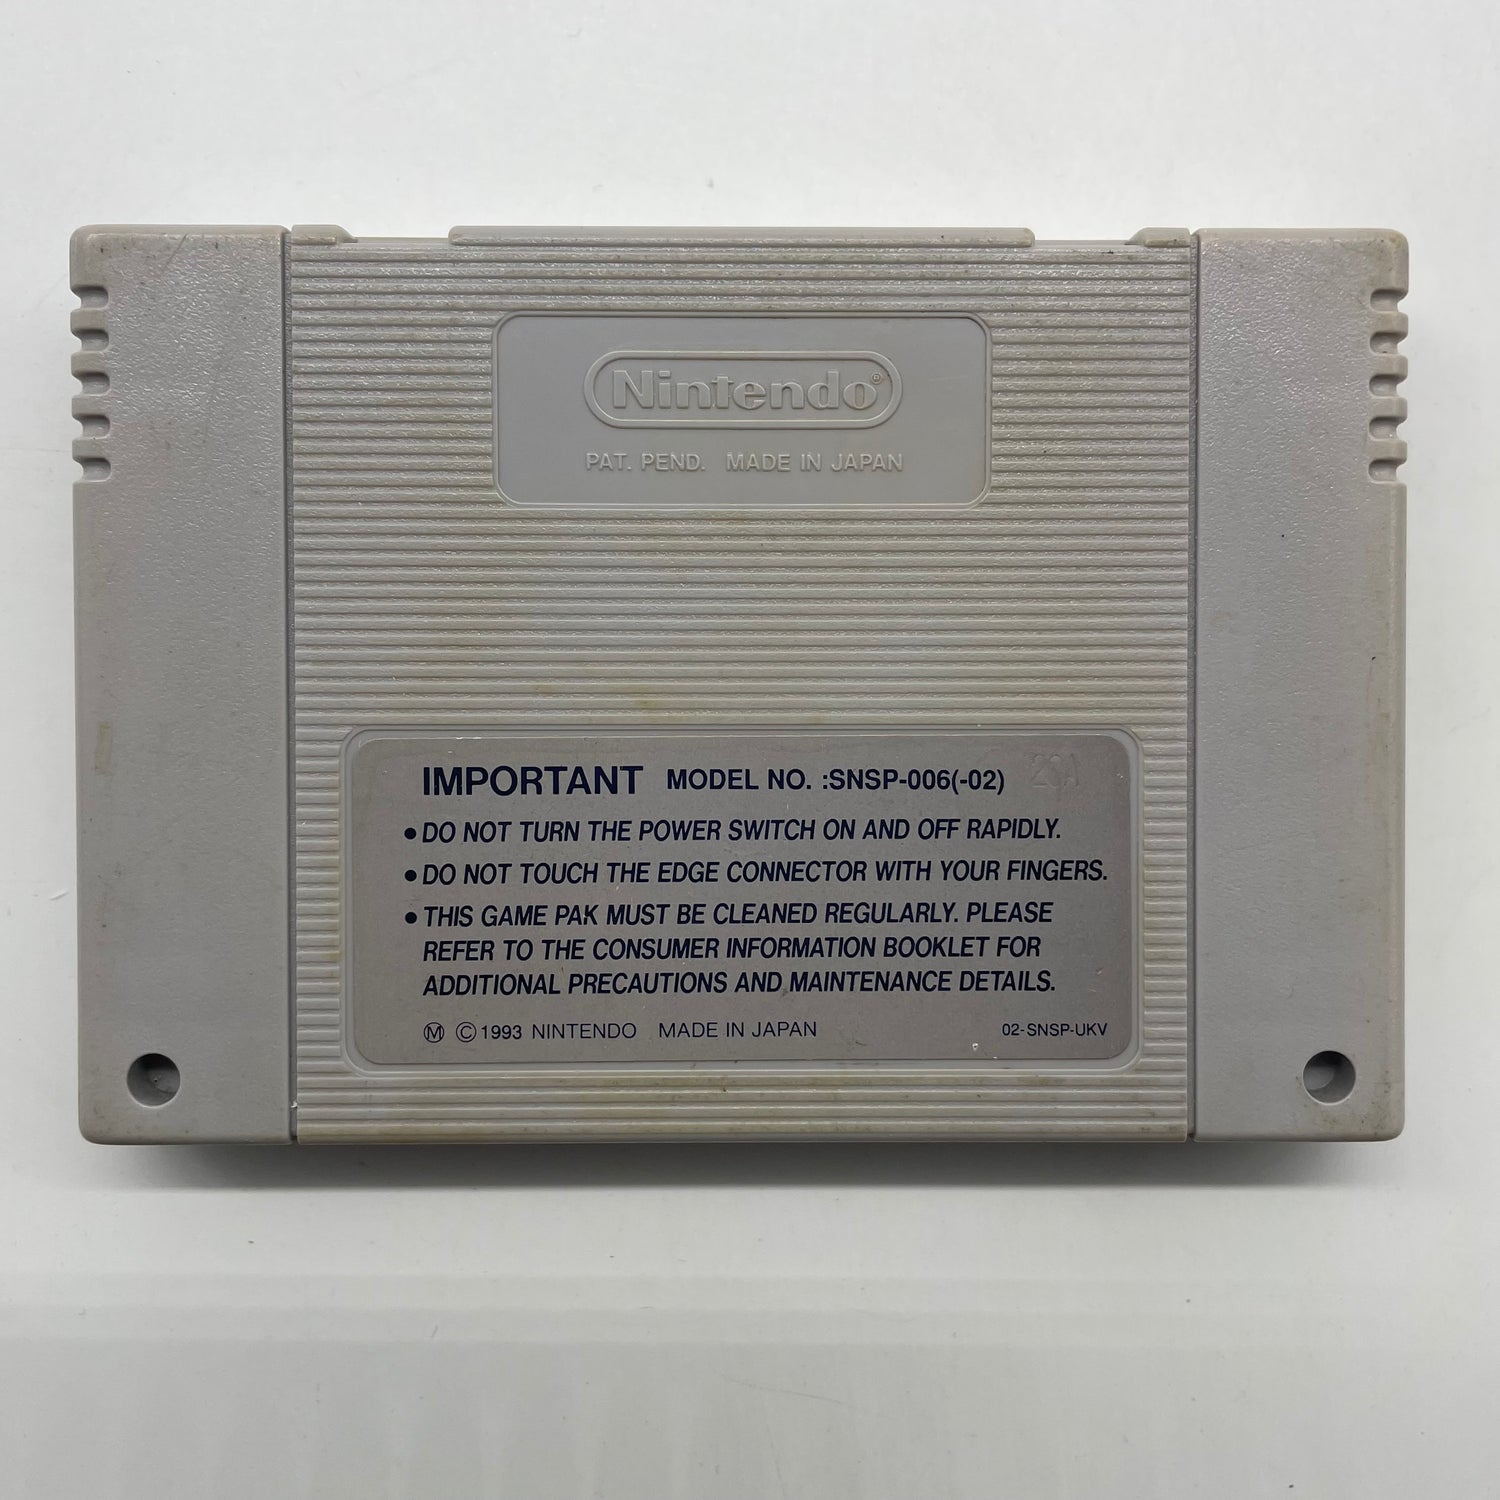 Nintendo®
PAT. PEND. MADE IN JAPAN
IMPORTANT MODEL NO. :SNSP-006(-02) 26A
•DO NOT TURN THE POWER SWITCH ON AND OFF RAPIDLY.
•DO NOT TOUCH THE EDGE CONNECTOR WITH YOUR FINGERS.
•THIS GAME PAK MUST BE CLEANED REGULARLY. PLEASE
REFER TO THE CONSUMER INFORMATION BOOKLET FOR
ADDITIONAL PRECAUTIONS AND MAINTENANCE DETAILS.
Ⓜ ©1993 NINTENDO MADE IN JAPAN 02-SNSP-UKV